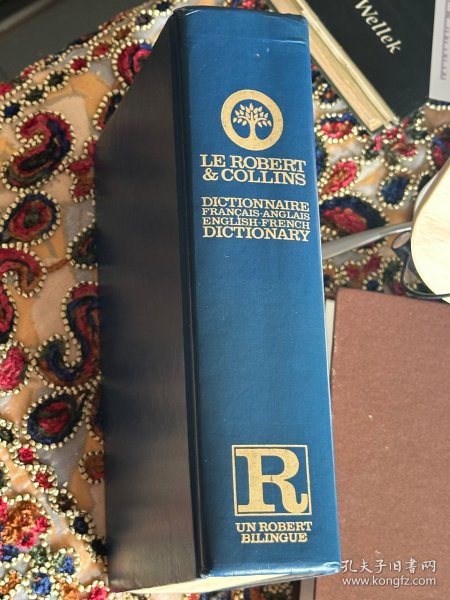 Wellek
LE ROBERT
& COLLINS
DICTIONNAIRE
FRANÇAIS-ANGLAIS
ENGLISH-FRENCH
DICTIONARY
R
UN ROBERT
BILINGUE
孔夫子旧书网
www.kongfz.com